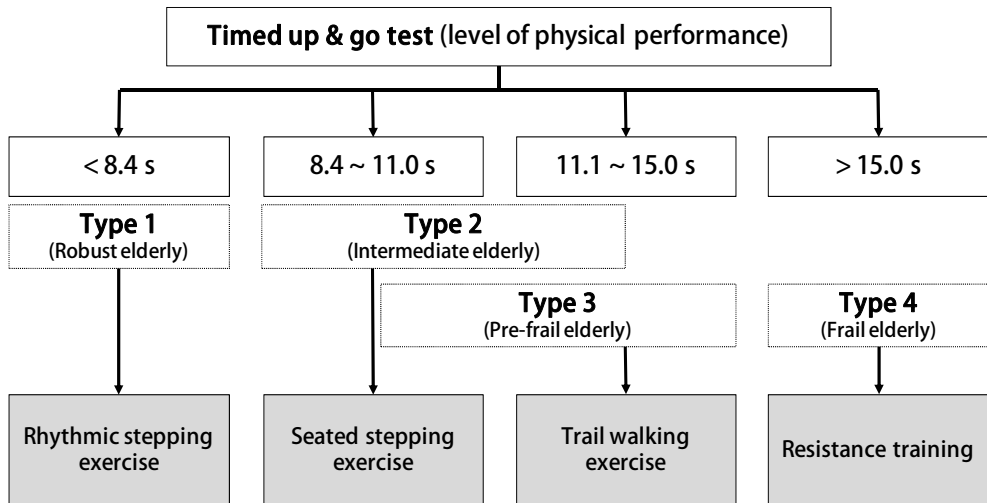 Timed up & go test (level of physical performance)
< 8.4 s
8.4 ~ 11.0 s
11.1 ~ 15.0 s
> 15.0 s
Type 1
(Robust elderly)
Type 2
(Intermediate elderly)
Type 3
(Pre-frail elderly)
Type 4
(Frail elderly)
Rhythmic stepping
exercise
Seated stepping
exercise
Trail walking
exercise
Resistance training